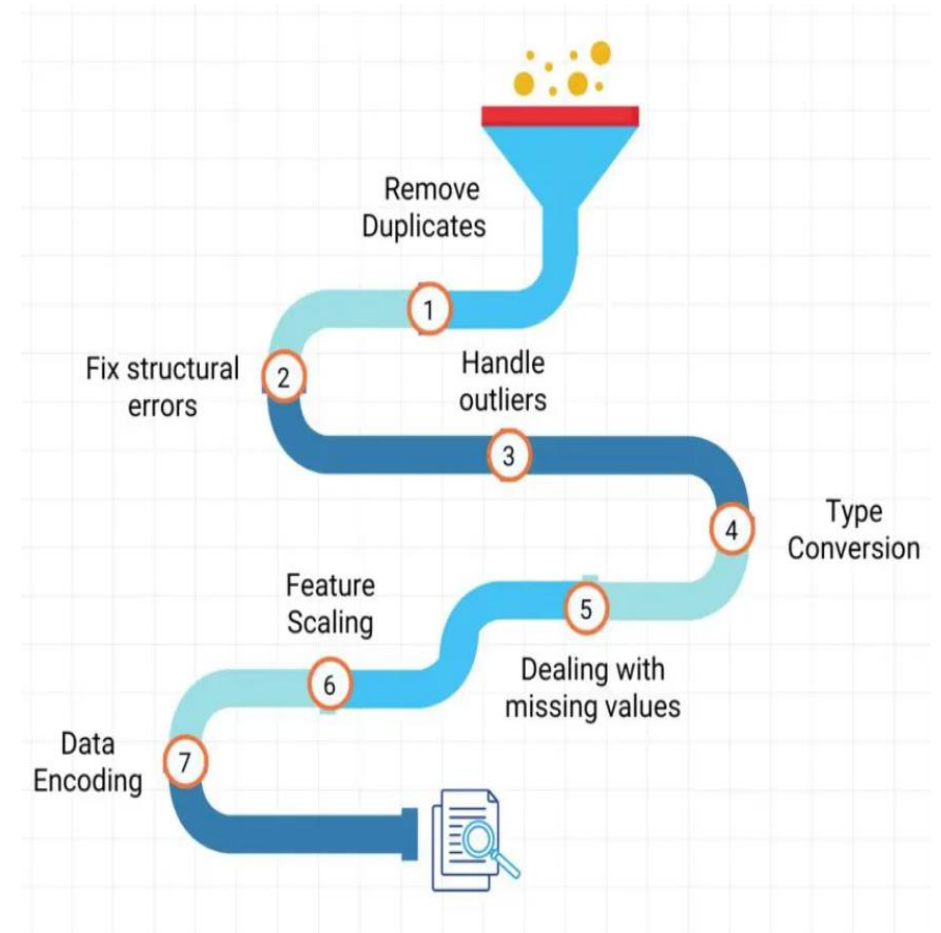 Remove
Duplicates
1
Fix structural
errors
2
Handle
outliers
3
4
Type
Conversion
5
Dealing with
missing values
Feature
Scaling
6
Data
Encoding
7